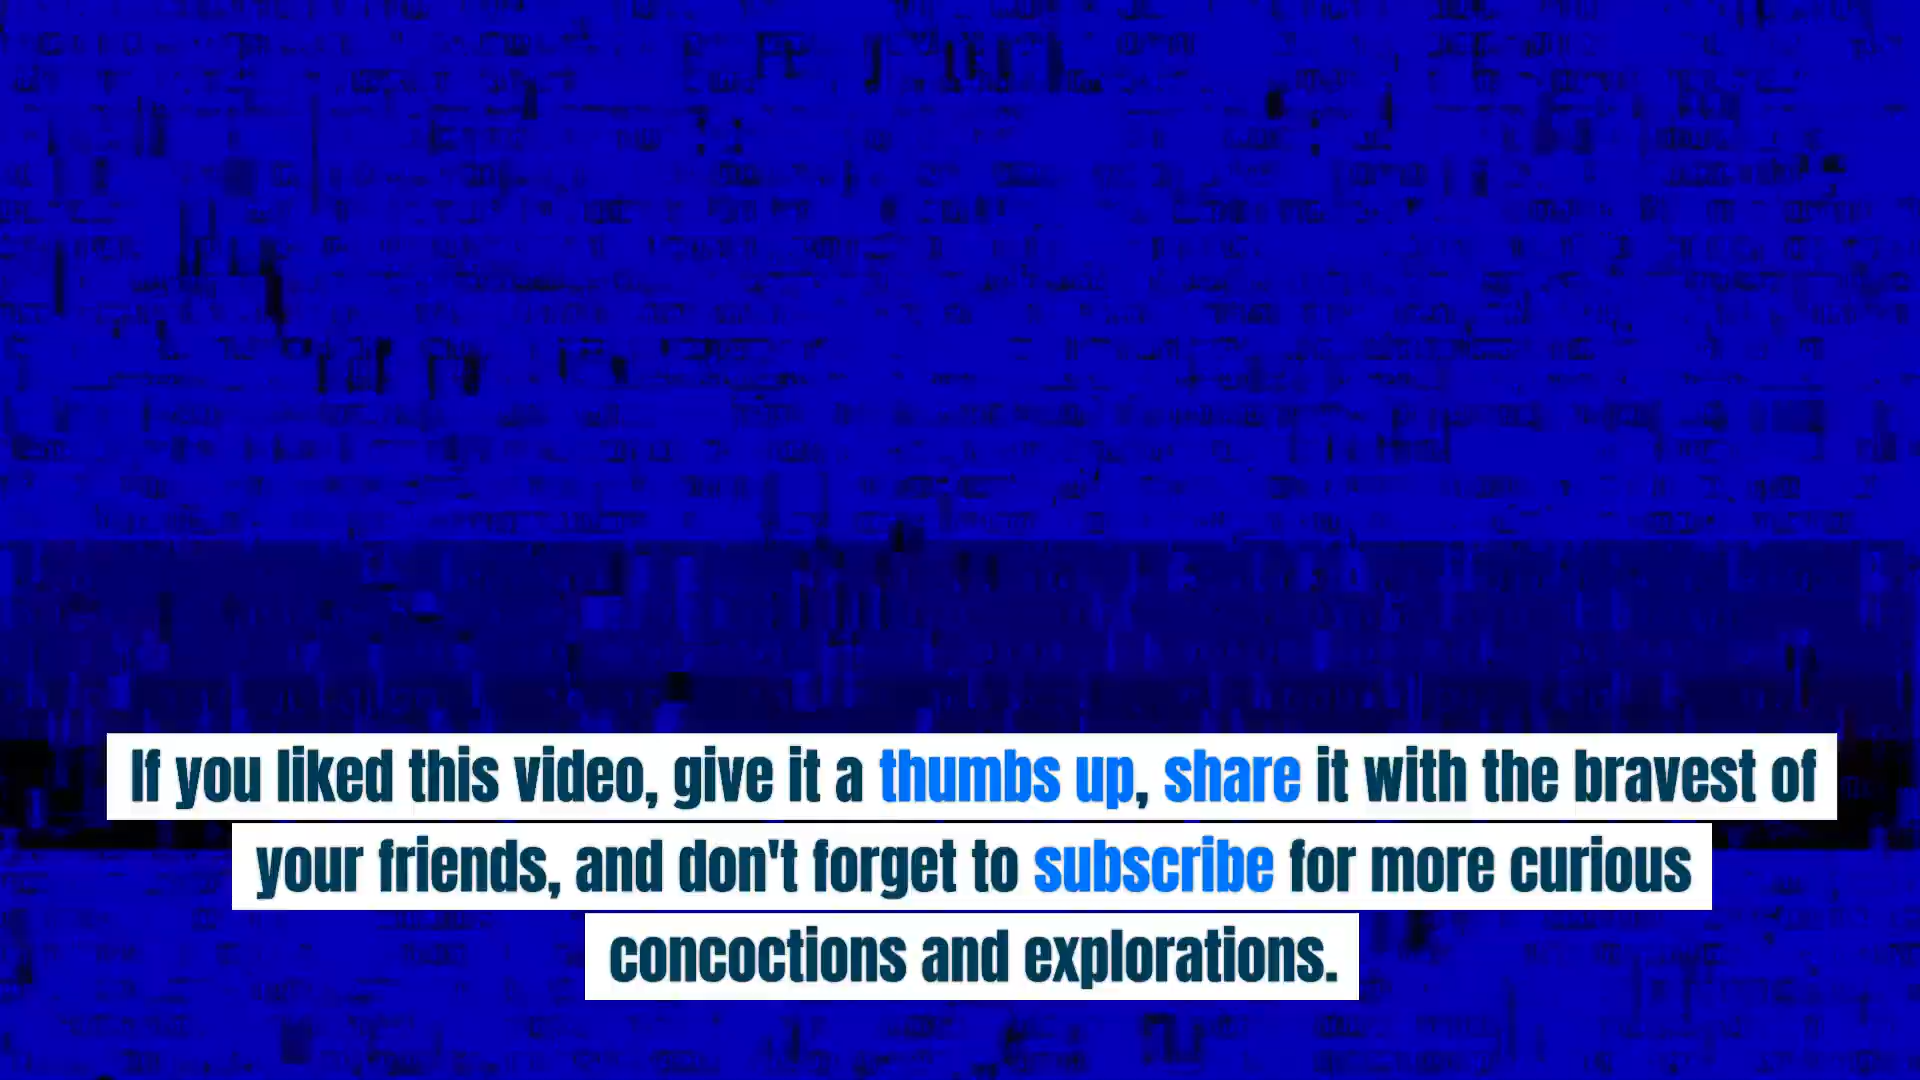 If you liked this video, give it a thumbs up, share it with the bravest of
your friends, and don't forget to subscribe for more curious
concoctions and explorations.